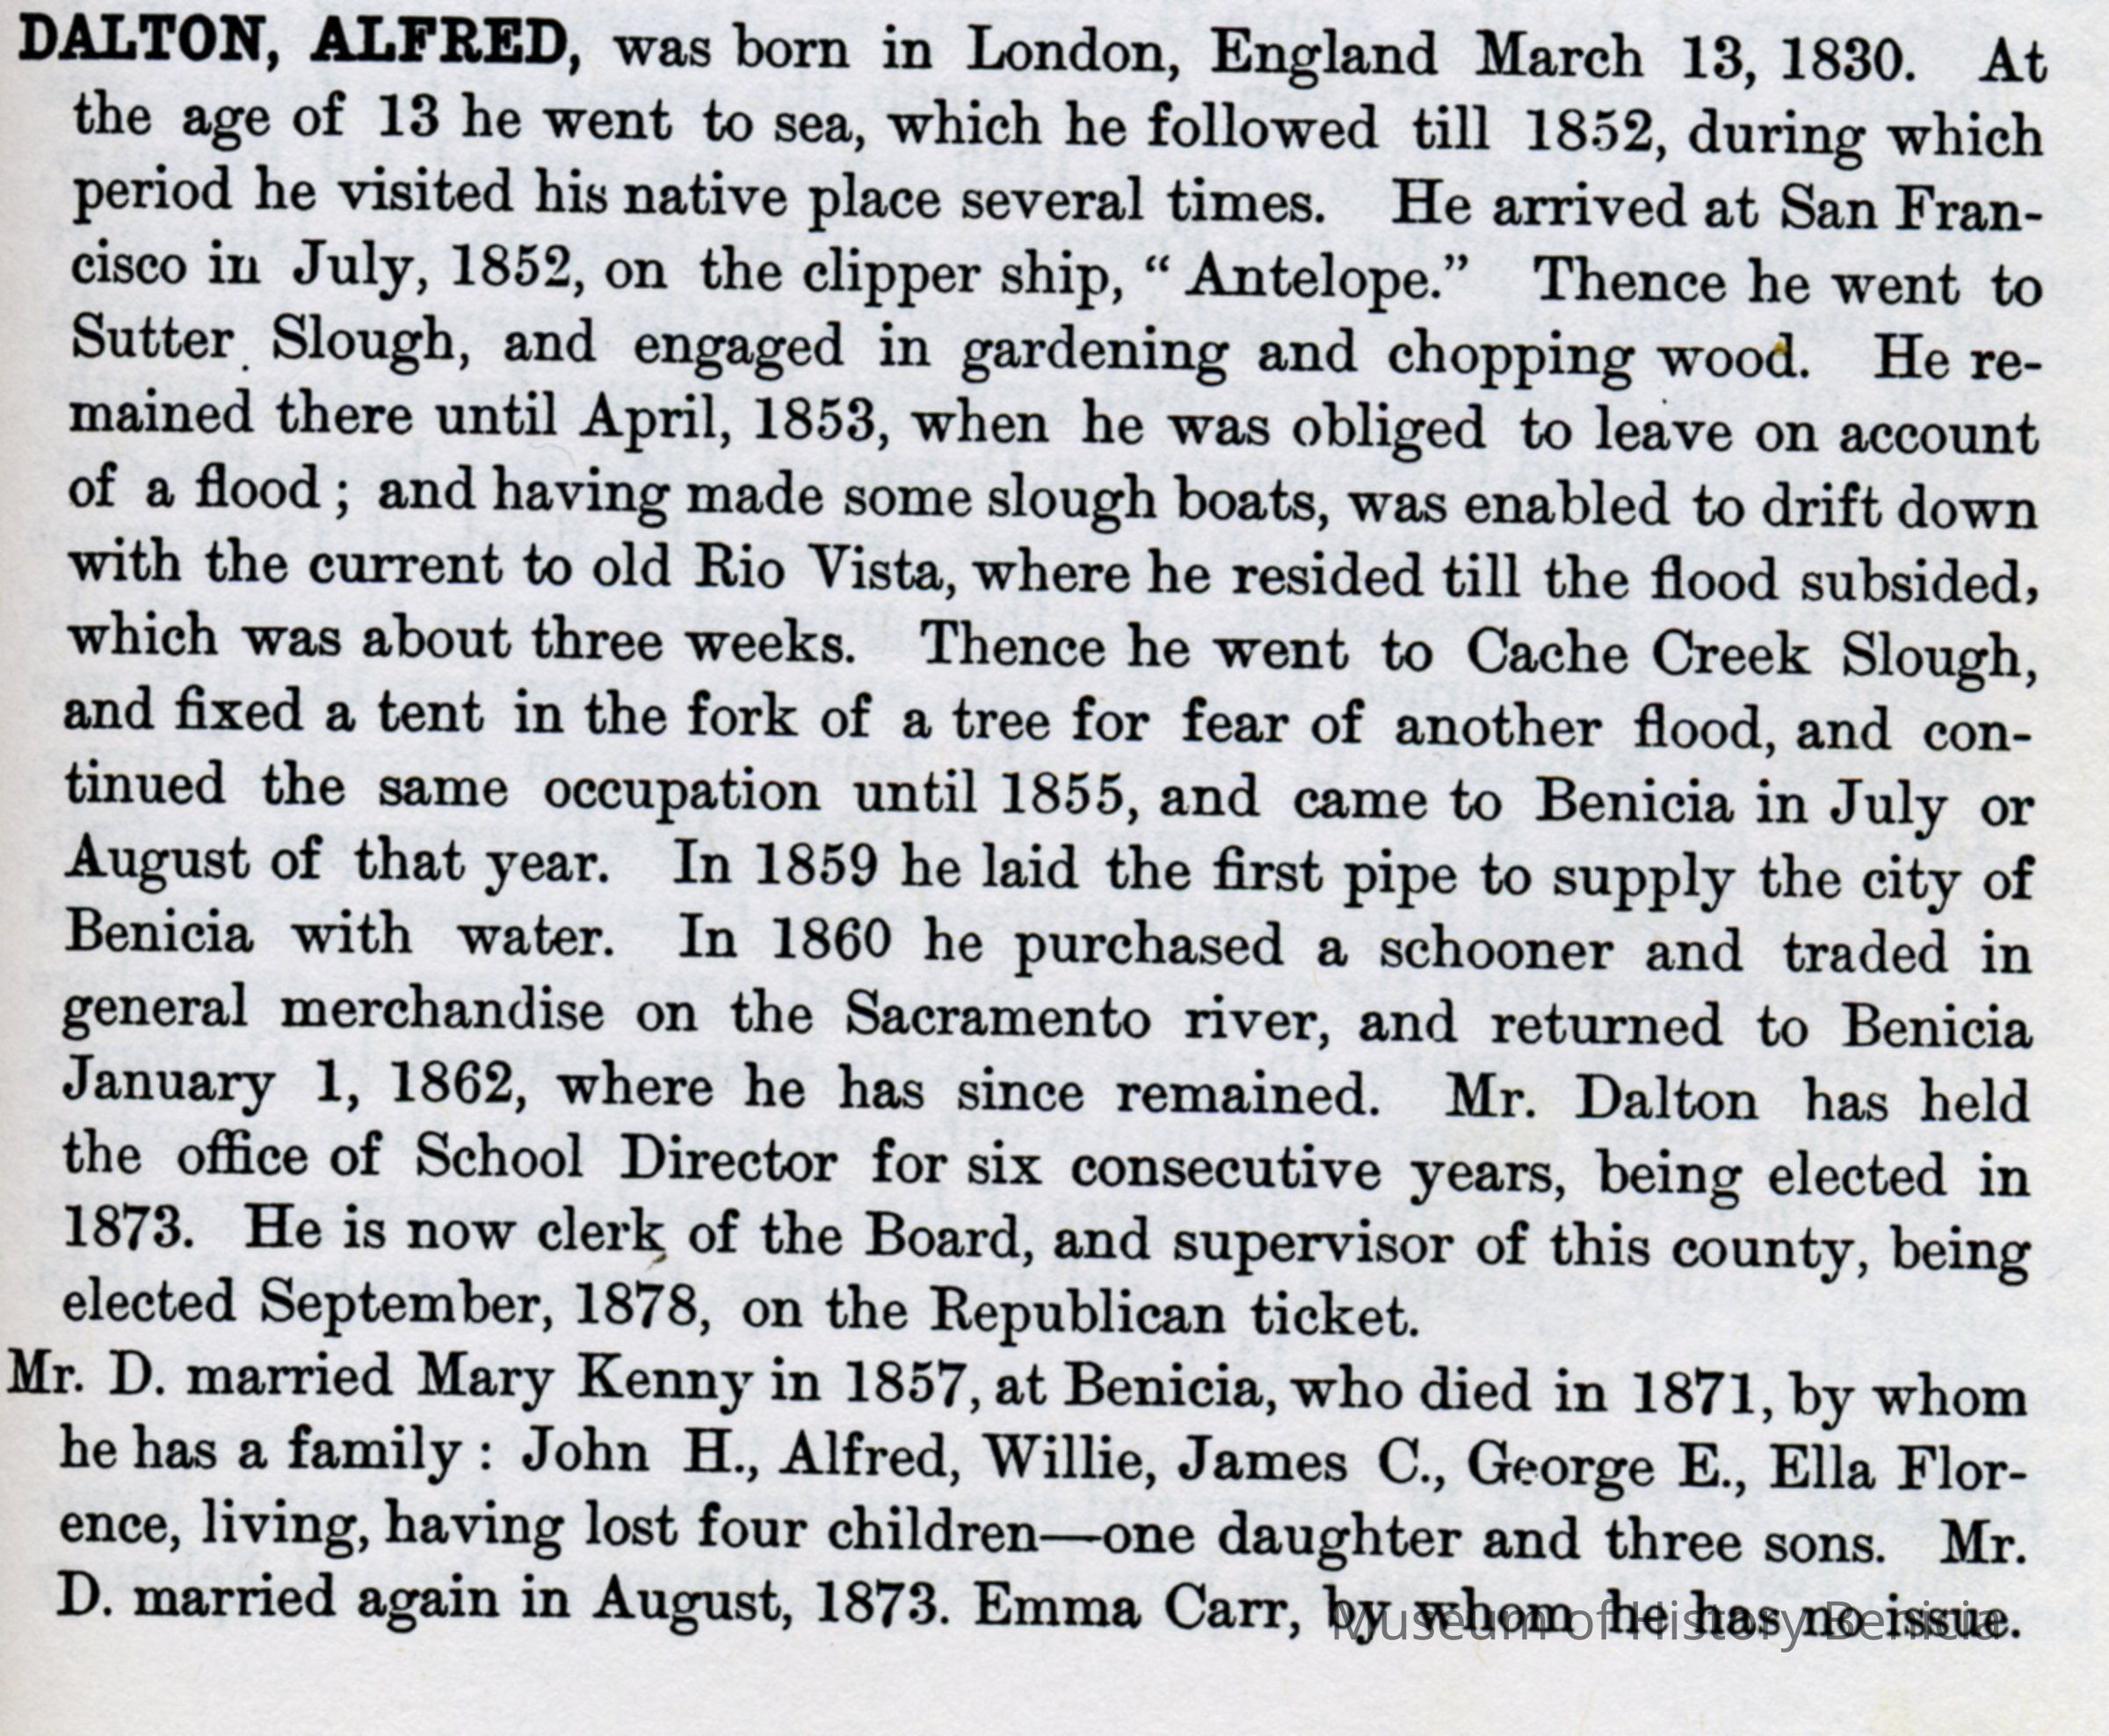 DALTON, ALFRED, was born in London, England March 13, 1830. At
the age of 13 he went to sea, which he followed till 1852, during which
period he visited his native place several times. He arrived at San Fran-
cisco in July, 1852, on the clipper ship, “ Antelope.” Thence he went to
Sutter Slough, and engaged in gardening and chopping wood. He re-
mained there until April, 1853, when he was obliged to leave on account
of a flood ; and having made some slough boats, was enabled to drift down
with the current to old Rio Vista, where he resided till the flood subsided,
which was about three weeks. Thence he went to Cache Creek Slough,
and fixed a tent in the fork of a tree for fear of another flood, and con-
tinued the same occupation until 1855, and came to Benicia in July or
August of that year. In 1859 he laid the first pipe to supply the city of
Benicia with water. In 1860 he purchased a schooner and traded in
general merchandise on the Sacramento river, and returned to Benicia
January 1, 1862, where he has since remained. Mr. Dalton has held
the office of School Director for six consecutive years, being elected in
1873. He is now clerk of the Board, and supervisor of this county, being
elected September, 1878, on the Republican ticket.
Mr. D. married Mary Kenny in 1857, at Benicia, who died in 1871, by whom
he has a family : John H., Alfred, Willie, James C., George E., Ella Flor-
ence, living, having lost four children—one daughter and three sons. Mr.
D. married again in August, 1873. Emma Carr, by whom he has no issue.
Museum of History Benicia